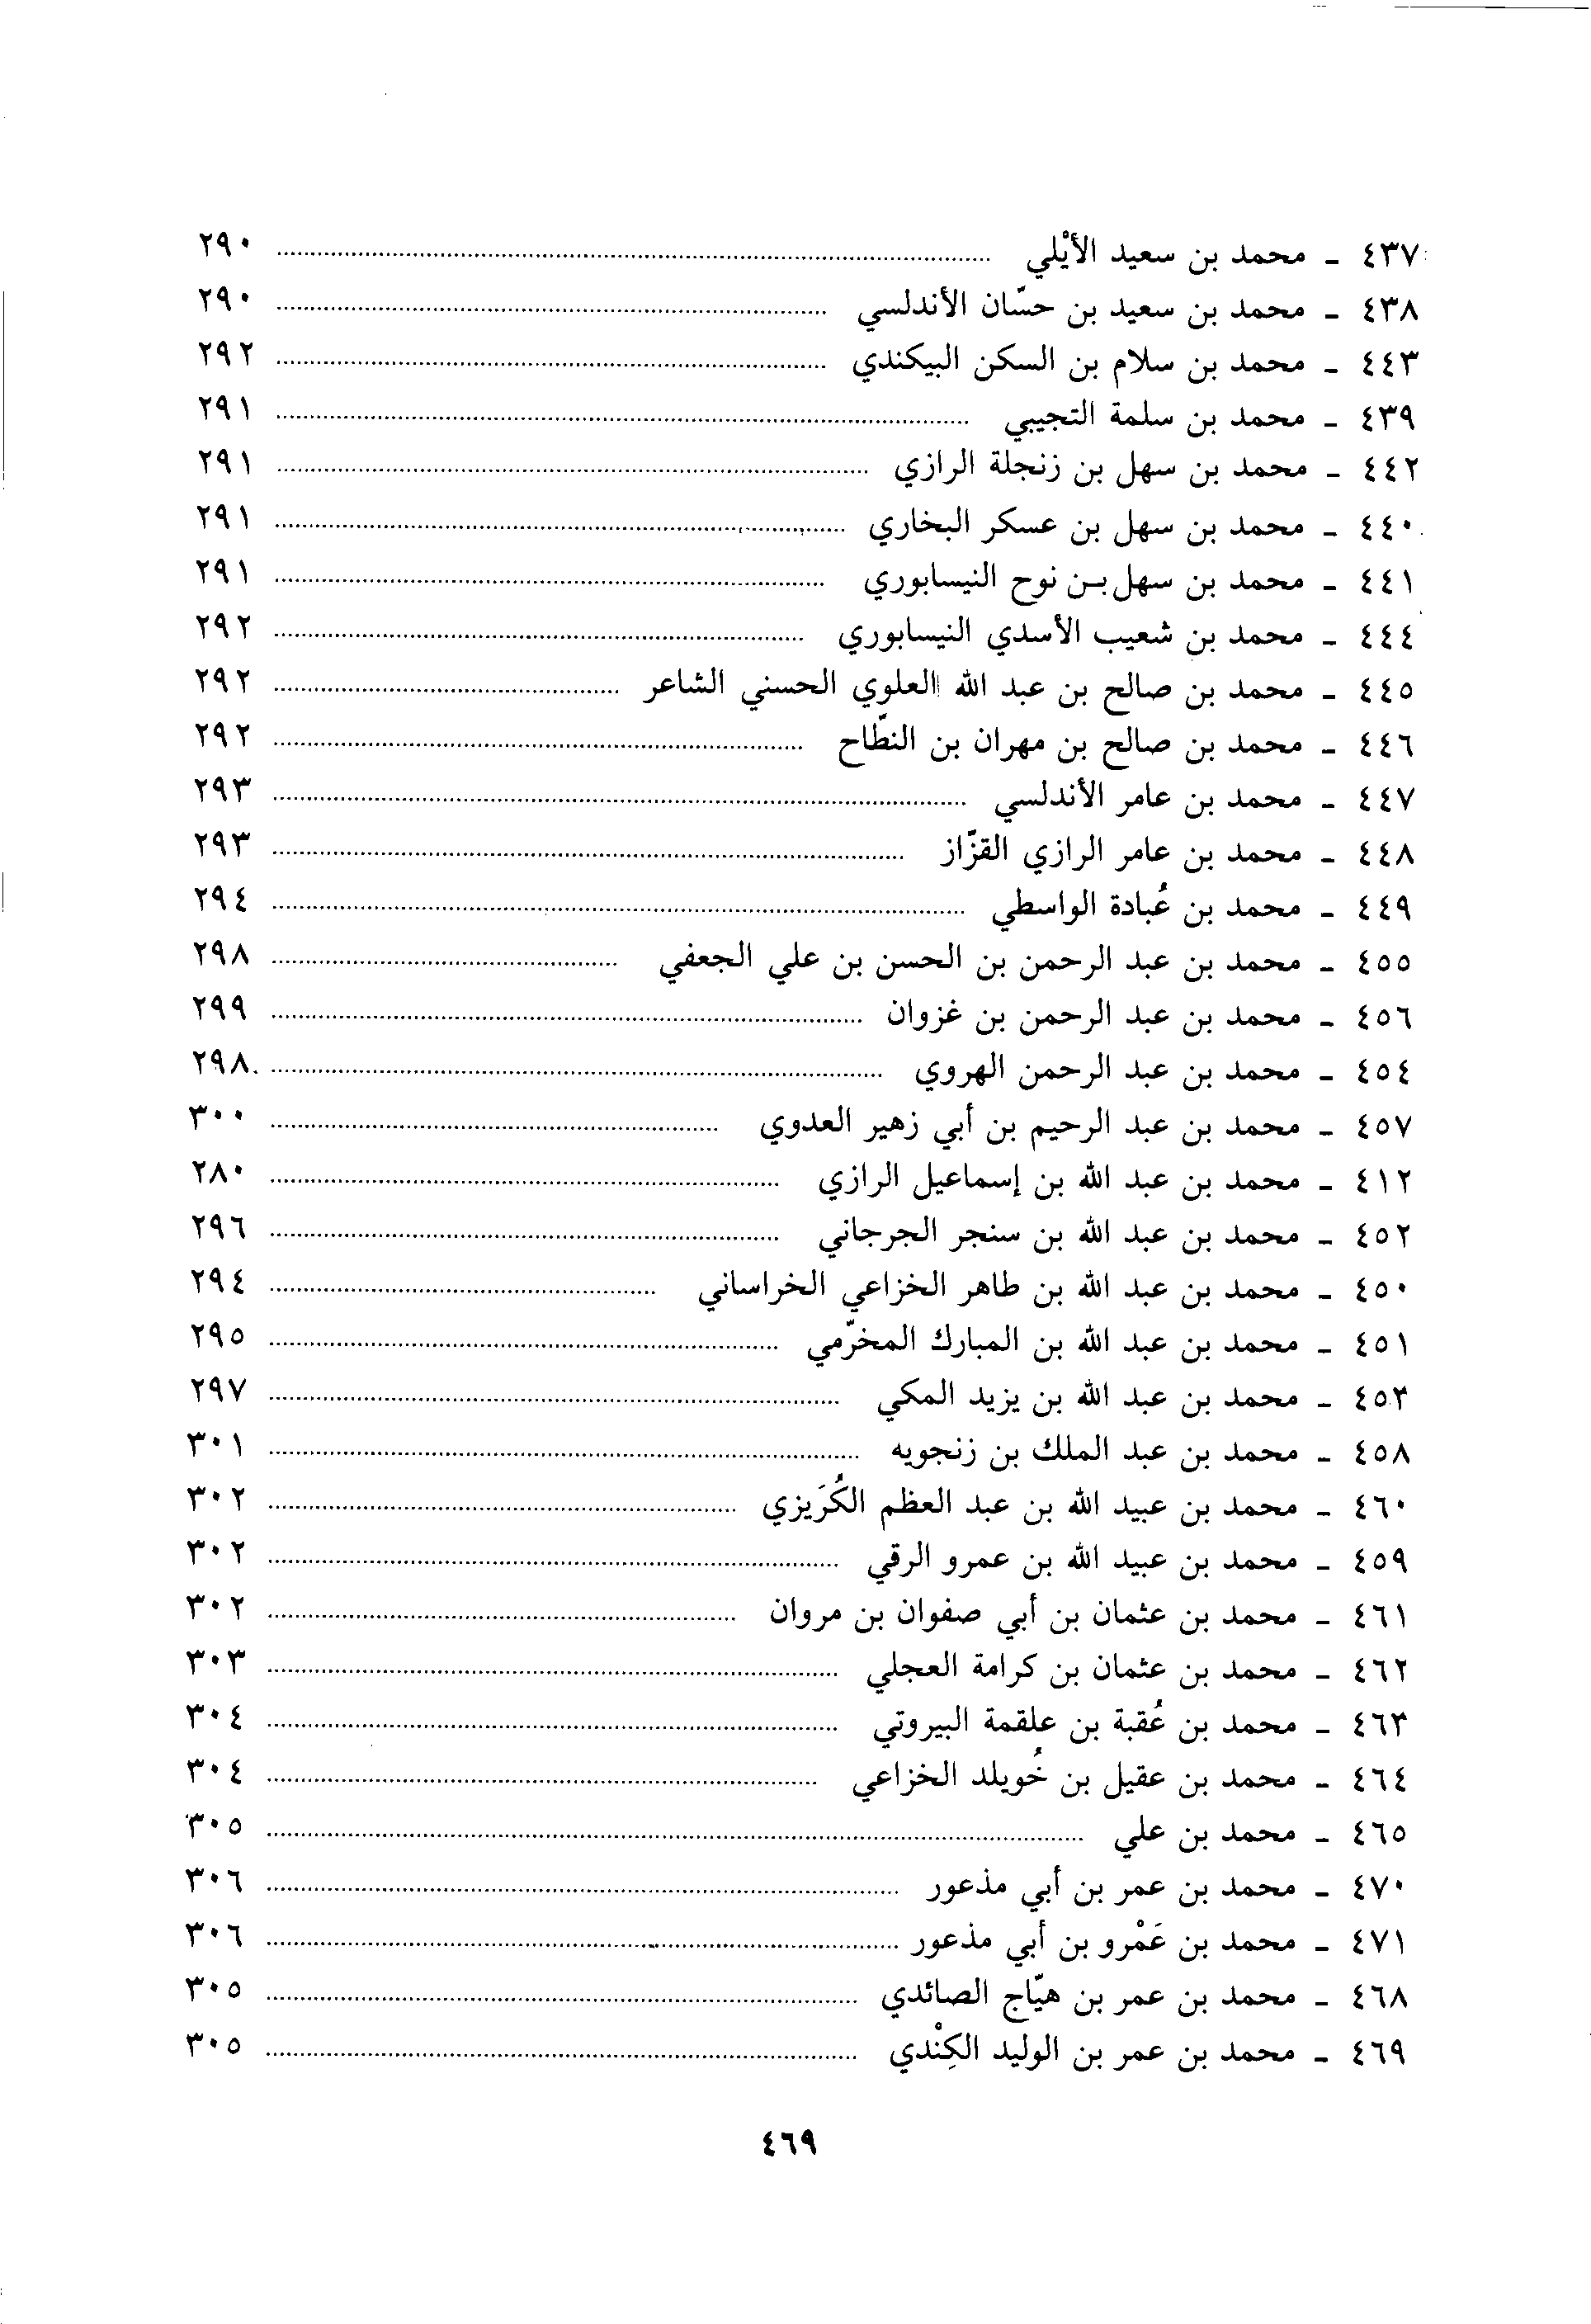 ٤٣٧ - محمد بن سعيد الأيْلي ........ ٢٩٠
٤٣٨ - محمد بن سعيد بن حسّان الأندلسي ........ ٢٩٠
٤٤٣ - محمد بن سلام بن السكن البيكندي ........ ٢٩٢
٤٣٩ - محمد بن سلمة التجيبي ........ ٢٩١
٤٤٢ - محمد بن سهل بن زنجلة الرازي ........ ٢٩١
٤٤٠ - محمد بن سهل بن عسكر البخاري ........ ٢٩١
٤٤١ - محمد بن سهل بـن نوح النيسابوري ........ ٢٩١
٤٤٤ - محمد بن شعيب الأسدي النيسابوري ........ ٢٩٢
٤٤٥ - محمد بن صالح بن عبد الله العلوي الحسني الشاعر ........ ٢٩٢
٤٤٦ - محمد بن صالح بن مهران بن النطّاح ........ ٢٩٢
٤٤٧ - محمد بن عامر الأندلسي ........ ٢٩٣
٤٤٨ - محمد بن عامر الرازي القزّاز ........ ٢٩٣
٤٤٩ - محمد بن عُبادة الواسطي ........ ٢٩٤
٤٥٥ - محمد بن عبد الرحمن بن الحسن بن علي الجعفي ........ ٢٩٨
٤٥٦ - محمد بن عبد الرحمن بن غزوان ........ ٢٩٩
٤٥٤ - محمد بن عبد الرحمن الهروي ........ ٢٩٨
٤٥٧ - محمد بن عبد الرحيم بن أبي زهير العدوي ........ ٣٠٠
٤١٢ - محمد بن عبد الله بن إسماعيل الرازي ........ ٢٨٠
٤٥٢ - محمد بن عبد الله بن سنجر الجرجاني ........ ٢٩٦
٤٥٠ - محمد بن عبد الله بن طاهر الخزاعي الخراساني ........ ٢٩٤
٤٥١ - محمد بن عبد الله بن المبارك المخرّمي ........ ٢٩٥
٤٥٣ - محمد بن عبد الله بن يزيد المكي ........ ٢٩٧
٤٥٨ - محمد بن عبد الملك بن زنجويه ........ ٣٠١
٤٦٠ - محمد بن عبيد الله بن عبد العظم الكُرَيزي ........ ٣٠٢
٤٥٩ - محمد بن عبيد الله بن عمرو الرقي ........ ٣٠٢
٤٦١ - محمد بن عثمان بن أبي صفوان بن مروان ........ ٣٠٢
٤٦٢ - محمد بن عثمان بن كرامة العجلي ........ ٣٠٣
٤٦٣ - محمد بن عُقبة بن علقمة البيروتي ........ ٣٠٤
٤٦٤ - محمد بن عقيل بن خُويلد الخزاعي ........ ٣٠٤
٤٦٥ - محمد بن علي ........ ٣٠٥
٤٧٠ - محمد بن عمر بن أبي مذعور ........ ٣٠٦
٤٧١ - محمد بن عَمْرو بن أبي مذعور ........ ٣٠٦
٤٦٨ - محمد بن عمر بن هيّاج الصائدي ........ ٣٠٥
٤٦٩ - محمد بن عمر بن الوليد الكِنْدي ........ ٣٠٥
٤٦٩